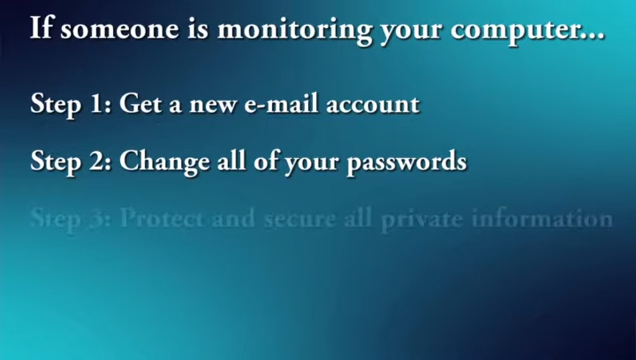 If someone is monitoring your computer...
Step 1: Get a new e-mail account
Step 2: Change all of your passwords
Step 3: Protect and secure all private information